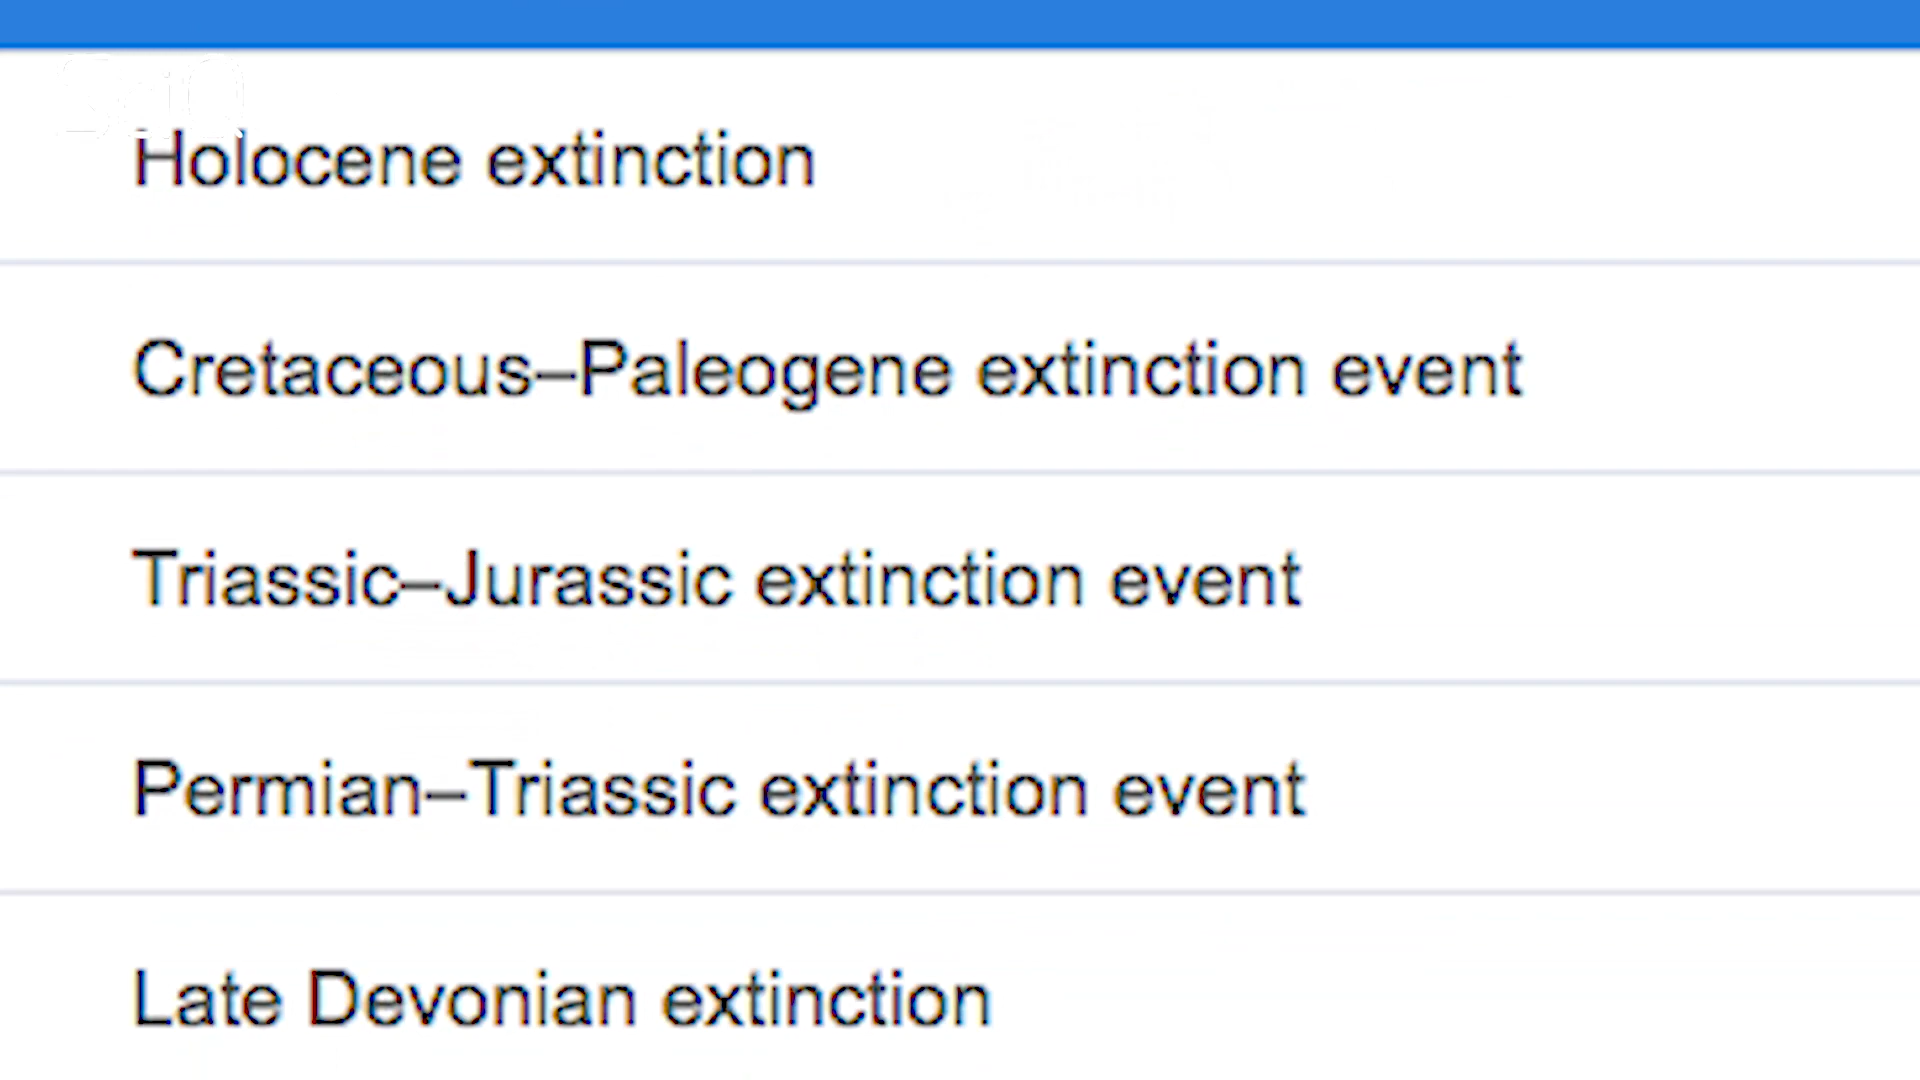 Holocene extinction
Cretaceous–Paleogene extinction event
Triassic–Jurassic extinction event
Permian–Triassic extinction event
Late Devonian extinction